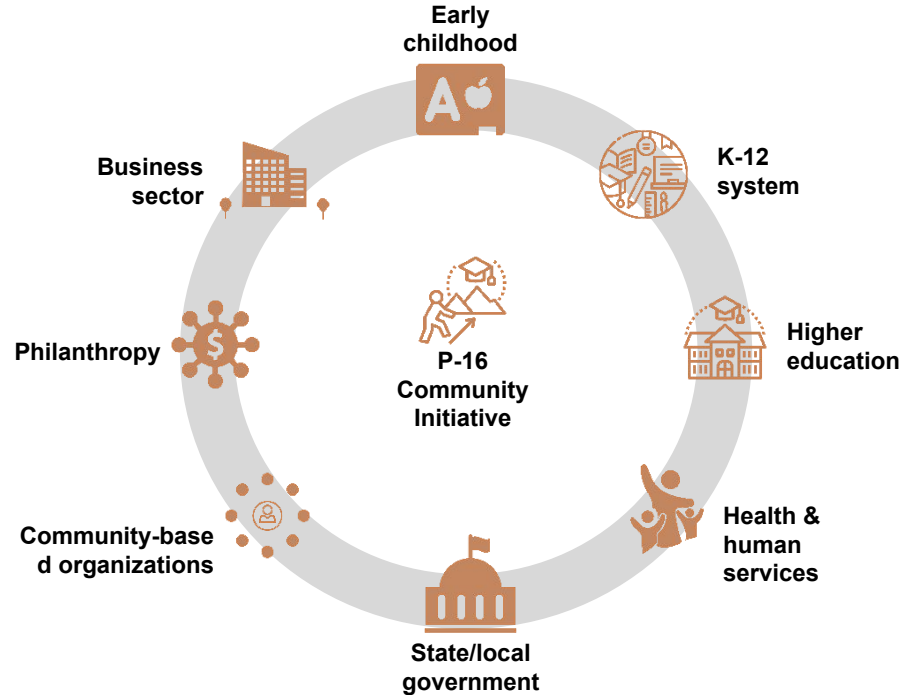 Early
childhood
K-12
system
Higher
education
Health &
human
services
State/local
government
Community-base
d organizations
Philanthropy
Business
sector
P-16
Community
Initiative
A
$